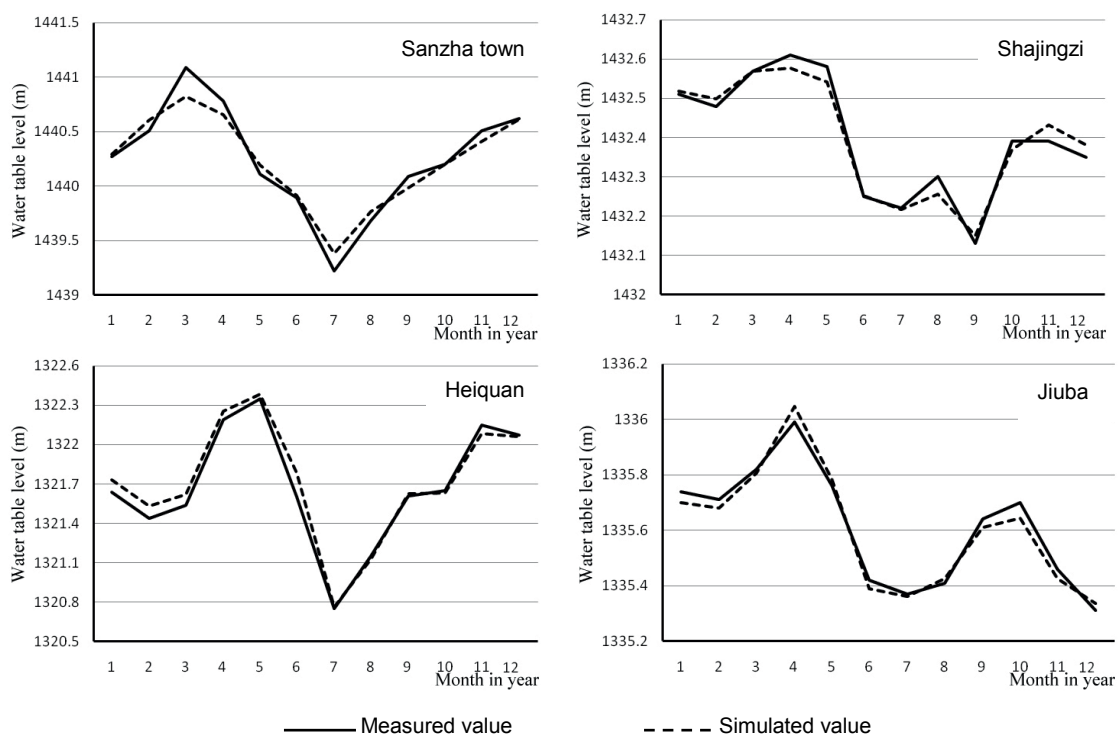 Sanzha town
Water table level (m)
1441.5
1441
1440.5
1440
1439.5
1439
1 2 3 4 5 6 7 8 9 10 11 12
Month in year
Shajingzi
Water table level (m)
1432.7
1432.6
1432.5
1432.4
1432.3
1432.2
1432.1
1432
1 2 3 4 5 6 7 8 9 10 11 12
Month in year
Heiquan
Water table level (m)
1322.6
1322.3
1322
1321.7
1321.4
1321.1
1320.8
1320.5
1 2 3 4 5 6 7 8 9 10 11 12
Month in year
Jiuba
Water table level (m)
1336.2
1336
1335.8
1335.6
1335.4
1335.2
1 2 3 4 5 6 7 8 9 10 11 12
Month in year
Measured value
Simulated value